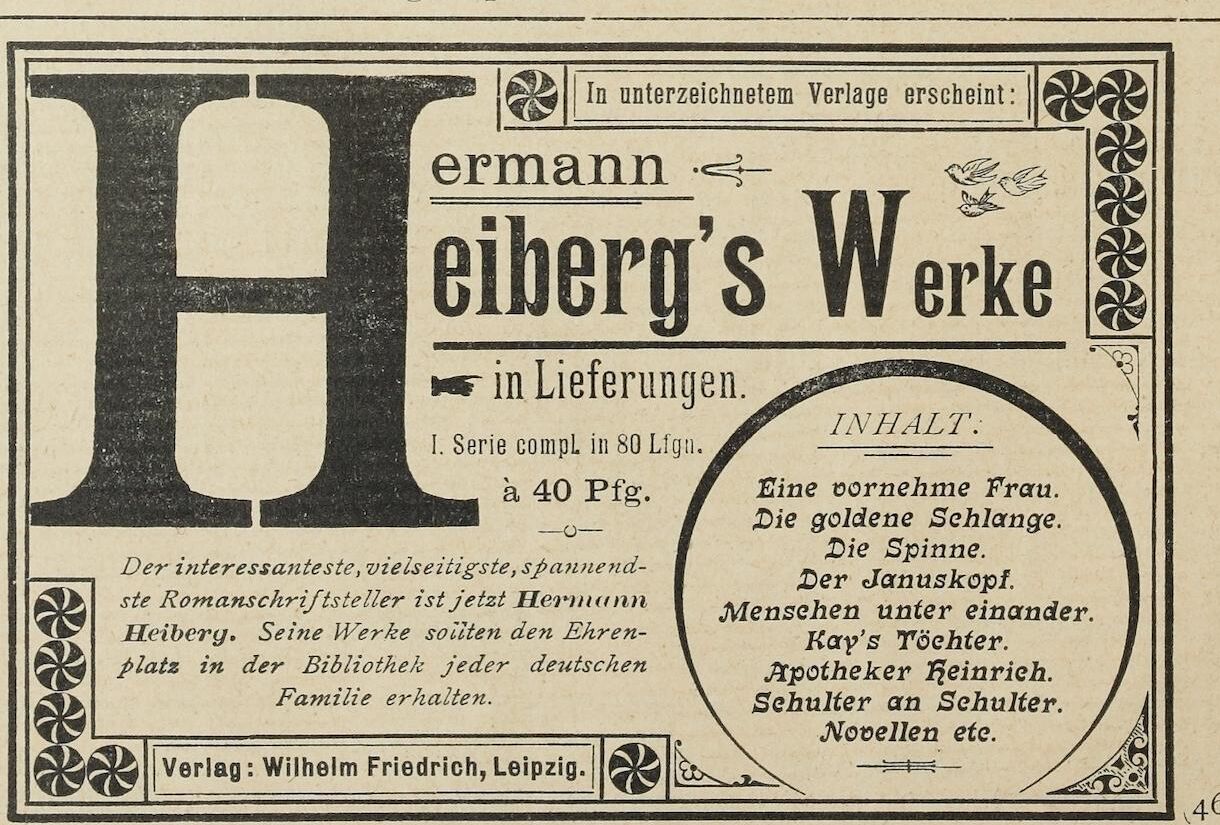 In unterzeichnetem Verlage erscheint:
Hermann
Heiberg's Werke
in Lieferungen.
I. Serie compl. in 80 Lfgn.
à 40 Pfg.
Der interessanteste, vielseitigste, spannend-
ste Romanschriftsteller ist jetzt Hermann
Heiberg. Seine Werke sollten den Ehren-
platz in der Bibliothek jeder deutschen
Familie erhalten.
INHALT:
Eine vornehme Frau.
Die goldene Schlange.
Die Spinne.
Der Januskopf.
Menschen unter einander.
Kay's Töchter.
Apotheker Heinrich.
Schulter an Schulter.
Novellen etc.
Verlag: Wilhelm Friedrich, Leipzig.